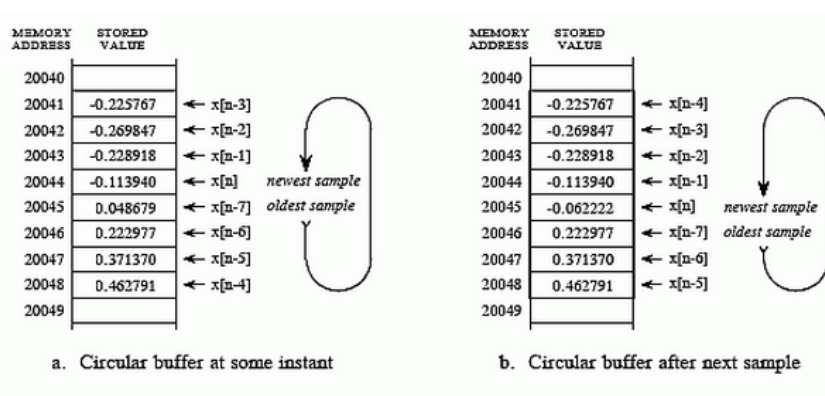 MEMORY ADDRESS STORED VALUE
20040
20041 -0.225767 x[n-3]
20042 -0.269847 x[n-2]
20043 -0.228918 x[n-1]
20044 -0.113940 x[n] newest sample
20045 0.048679 x[n-7] oldest sample
20046 0.222977 x[n-6]
20047 0.371370 x[n-5]
20048 0.462791 x[n-4]
20049
a. Circular buffer at some instant
MEMORY ADDRESS STORED VALUE
20040
20041 -0.225767 x[n-4]
20042 -0.269847 x[n-3]
20043 -0.228918 x[n-2]
20044 -0.113940 x[n-1]
20045 -0.062222 x[n] newest sample
20046 0.222977 x[n-7] oldest sample
20047 0.371370 x[n-6]
20048 0.462791 x[n-5]
20049
b. Circular buffer after next sample